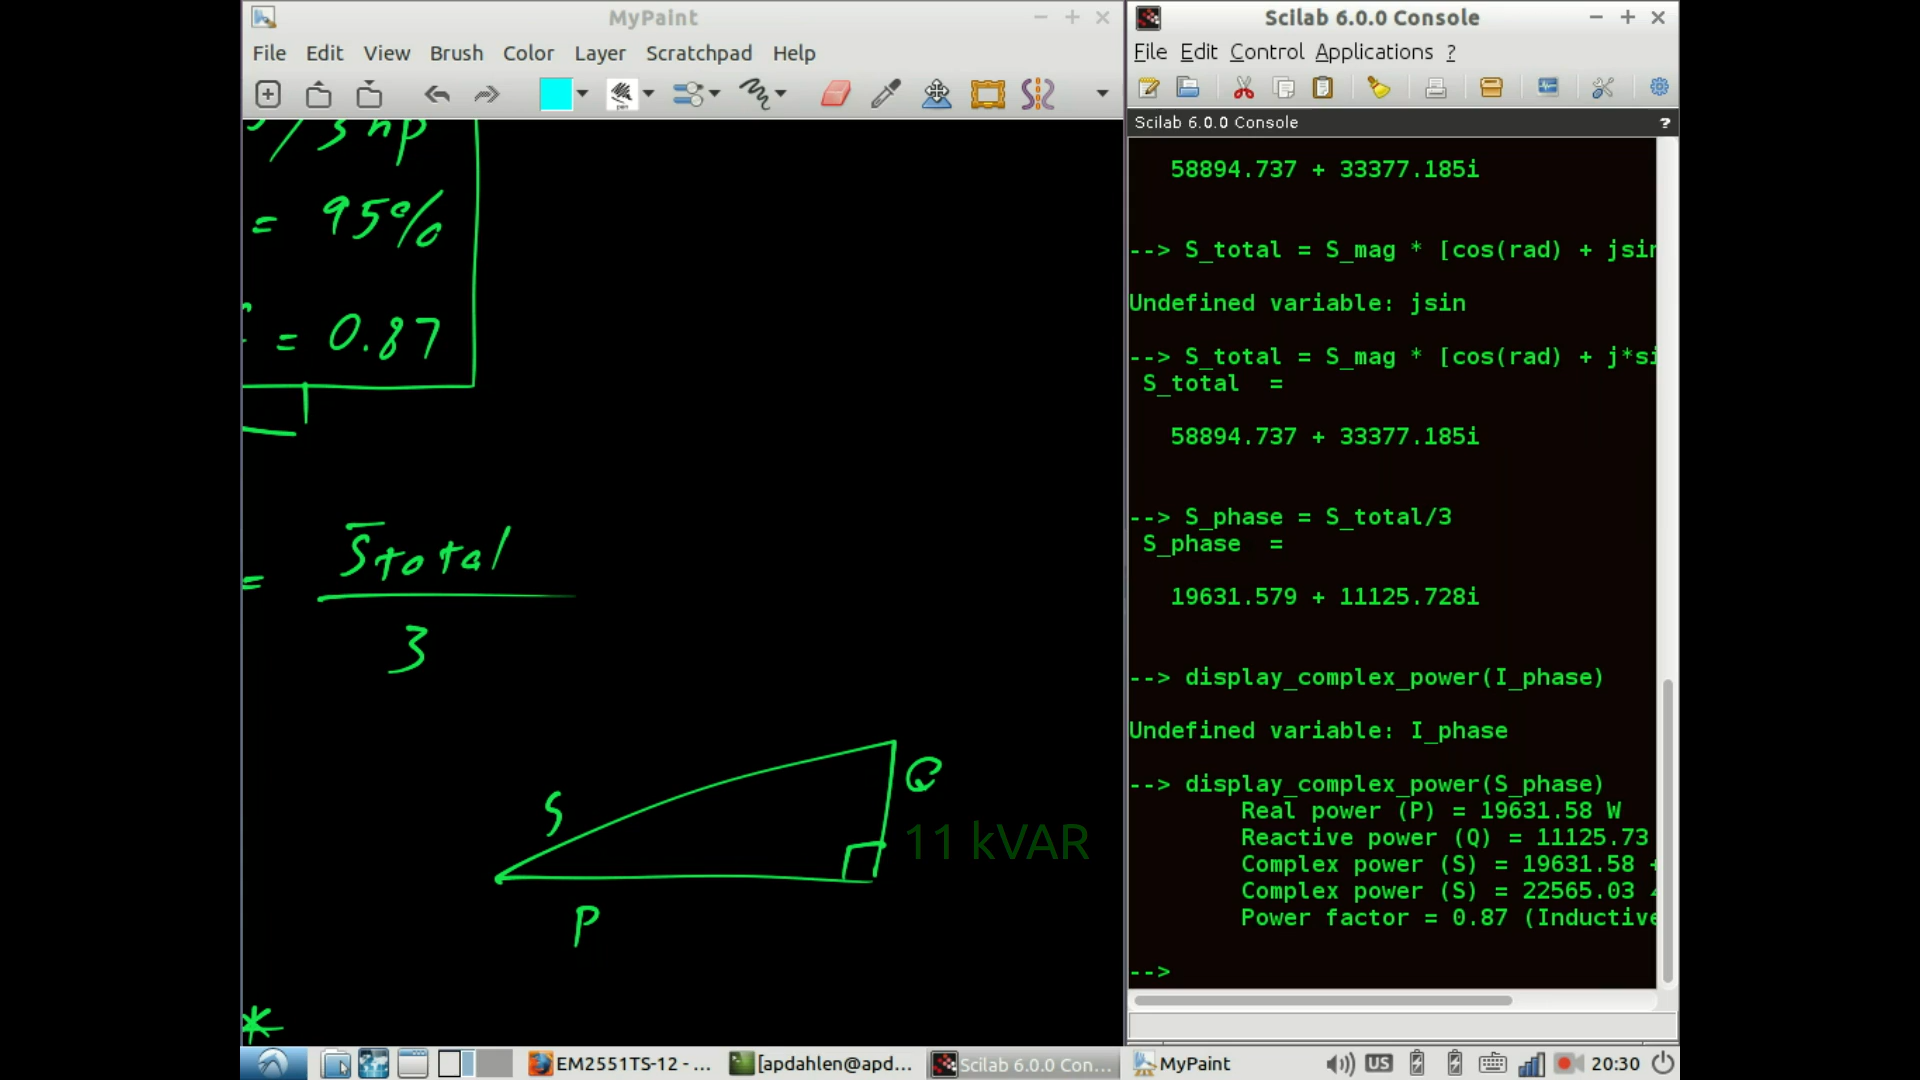 MyPaint
File Edit View Brush Color Layer Scratchpad Help
hp
= 95%
= 0.87
= S̅total
3
S
Q
11 kVAR
P
*
Scilab 6.0.0 Console
File Edit Control Applications ?
Scilab 6.0.0 Console ?
58894.737 + 33377.185i
--> S_total = S_mag * [cos(rad) + jsin
Undefined variable: jsin
--> S_total = S_mag * [cos(rad) + j*si
S_total =
58894.737 + 33377.185i
--> S_phase = S_total/3
S_phase =
19631.579 + 11125.728i
--> display_complex_power(I_phase)
Undefined variable: I_phase
--> display_complex_power(S_phase)
Real power (P) = 19631.58 W
Reactive power (Q) = 11125.73
Complex power (S) = 19631.58 +
Complex power (S) = 22565.03 ∠
Power factor = 0.87 (Inductive
-->
EM2551TS-12 - ... [apdahlen@apd... Scilab 6.0.0 Con... MyPaint US 20:30